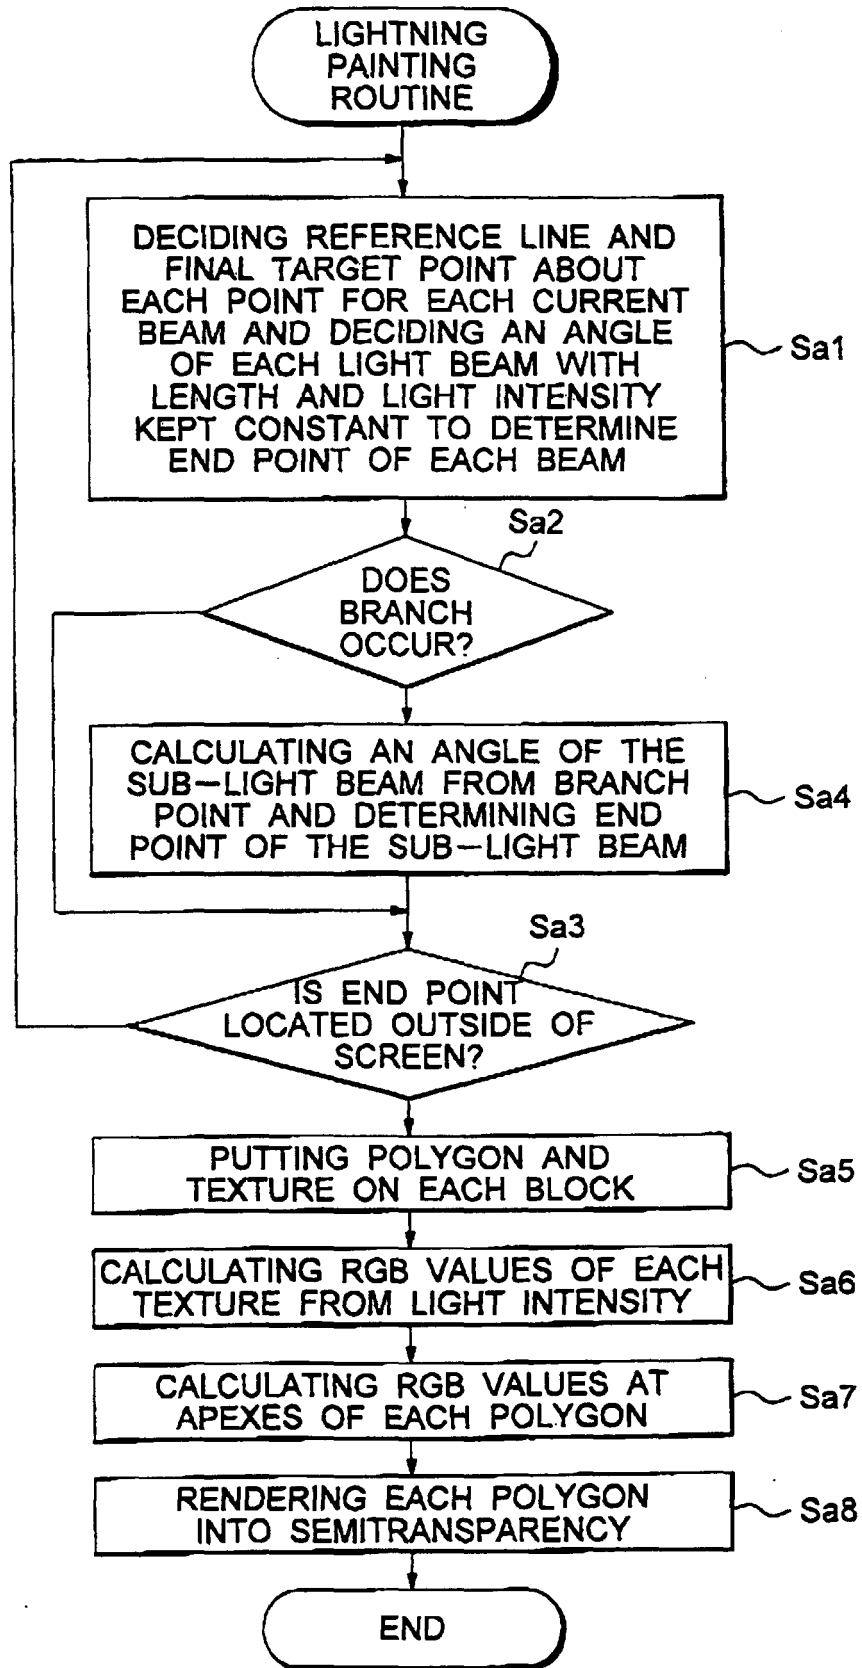 LIGHTNING
PAINTING
ROUTINE
DECIDING REFERENCE LINE AND
FINAL TARGET POINT ABOUT
EACH POINT FOR EACH CURRENT
BEAM AND DECIDING AN ANGLE
OF EACH LIGHT BEAM WITH
LENGTH AND LIGHT INTENSITY
KEPT CONSTANT TO DETERMINE
END POINT OF EACH BEAM
Sa1
Sa2
DOES
BRANCH
OCCUR?
CALCULATING AN ANGLE OF THE
SUB-LIGHT BEAM FROM BRANCH
POINT AND DETERMINING END
POINT OF THE SUB-LIGHT BEAM
Sa4
Sa3
IS END POINT
LOCATED OUTSIDE OF
SCREEN?
PUTTING POLYGON AND
TEXTURE ON EACH BLOCK
Sa5
CALCULATING RGB VALUES OF EACH
TEXTURE FROM LIGHT INTENSITY
Sa6
CALCULATING RGB VALUES AT
APEXES OF EACH POLYGON
Sa7
RENDERING EACH POLYGON
INTO SEMITRANSPARENCY
Sa8
END